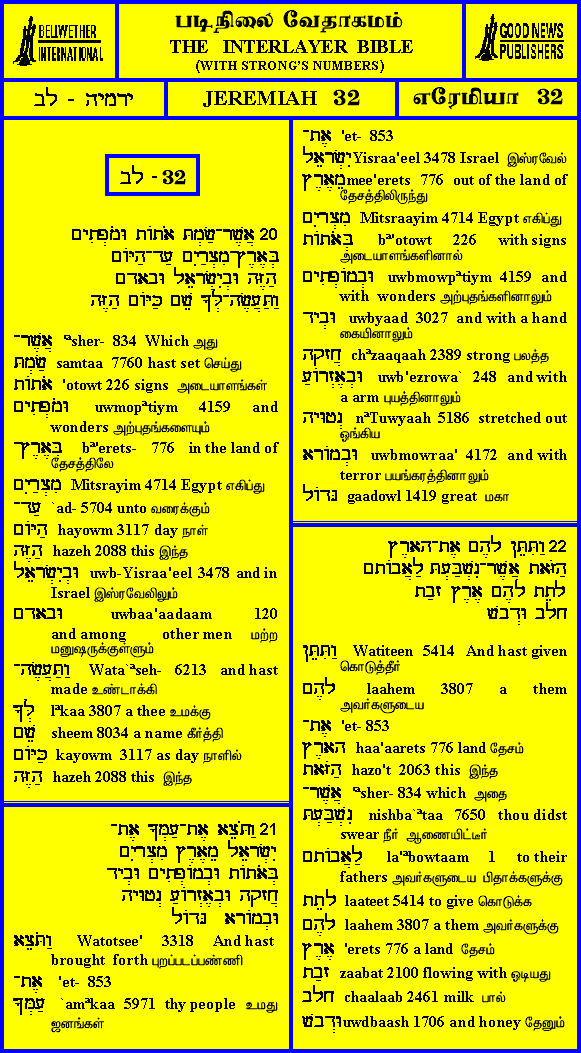 BELLWETHER
INTERNATIONAL
படிநிலை வேதாகமம்
THE INTERLAYER BIBLE
(WITH STRONG'S NUMBERS)
GOOD NEWS
PUBLISHERS
ירמיה - לב
JEREMIAH 32
எரேமியா 32
לב - 32
20 אֲשֶׁר־שַׂמְתָּ אֹתוֹת וּמֹפְתִים
בְּאֶרֶץ־מִצְרַיִם עַד־הַיּוֹם
הַזֶּה וּבְיִשְׂרָאֵל וּבָאדָם
וַתַּעֲשֶׂה־לְּךָ שֵׁם כַּיּוֹם הַזֶּה
אֲשֶׁר־ ªsher- 834 Which அது
שַׂמְתָּ samtaa 7760 hast set செய்து
אֹתוֹת 'otowt 226 signs அடையாளங்கள்
וּמֹפְתִים uwmopªtiym 4159 and
wonders அற்புதங்களையும்
בְּאֶרֶץ bª'erets- 776 in the land of
தேசத்திலே
מִצְרַיִם Mitsrayim 4714 Egypt எகிப்து
עַד־ `ad- 5704 unto வரைக்கும்
הַיּוֹם hayowm 3117 day நாள்
הַזֶּה hazeh 2088 this இந்த
וּבְיִשְׂרָאֵל uwb-Yisraa'eel 3478 and in
Israel இஸ்ரவேலிலும்
וּבָאדָם uwbaa'aadaam 120
and among other men மற்ற
மனுஷருக்குள்ளும்
וַתַּעֲשֶׂה־ Wata`ªseh- 6213 and hast
made உண்டாக்கி
לְּךָ lªkaa 3807 a thee உமக்கு
שֵׁם sheem 8034 a name கீர்த்தி
כַּיּוֹם kayowm 3117 as day நாளில்
הַזֶּה hazeh 2088 this இந்த
21 וַתֹּצֵא אֶת־עַמְּךָ אֶת־
יִשְׂרָאֵל מֵאֶרֶץ מִצְרָיִם
בְּאֹתוֹת וּבְמוֹפְתִים וּבְיָד
חֲזָקָה וּבְאֶזְרוֹעַ נְטוּיָה
וּבְמוֹרָא גָּדוֹל
וַתֹּצֵא Watotsee' 3318 And hast
brought forth புறப்படப்பண்ணி
אֶת־ 'et- 853
עַמְּךָ `amªkaa 5971 thy people உமது
ஜனங்கள்
אֶת־ 'et- 853
יִשְׂרָאֵל Yisraa'eel 3478 Israel இஸ்ரவேல்
מֵאֶרֶץ mee'erets 776 out of the land of
தேசத்திலிருந்து
מִצְרָיִם Mitsraayim 4714 Egypt எகிப்து
בְּאֹתוֹת bª'otowt 226 with signs
அடையாளங்களினால்
וּבְמוֹפְתִים uwbmowpªtiym 4159 and
with wonders அற்புதங்களினாலும்
וּבְיָד uwbyaad 3027 and with a hand
கையினாலும்
חֲזָקָה chªzaaqaah 2389 strong பலத்த
וּבְאֶזְרוֹעַ uwb'ezrowa` 248 and with
a arm புயத்தினாலும்
נְטוּיָה nªTuwyaah 5186 stretched out
ஓங்கிய
וּבְמוֹרָא uwbmowraa' 4172 and with
terror பயங்கரத்தினாலும்
גָּדוֹל gaadowl 1419 great மகா
22 וַתִּתֵּן לָהֶם אֶת־הָאָרֶץ
הַזֹּאת אֲשֶׁר־נִשְׁבַּעְתָּ לַאֲבוֹתָם
לָתֵת לָהֶם אֶרֶץ זָבַת
חָלָב וּדְבָשׁ
וַתִּתֵּן Watiteen 5414 And hast given
கொடுத்தீர்
לָהֶם laahem 3807 a them
அவர்களுடைய
אֶת־ 'et- 853
הָאָרֶץ haa'aarets 776 land தேசம்
הַזֹּאת hazo't 2063 this இந்த
אֲשֶׁר־ ªsher- 834 which அதை
נִשְׁבַּעְתָּ nishba`ªtaa 7650 thou didst
swear நீர் ஆணையிட்டீர்
לַאֲבוֹתָם la'ªbowtaam 1 to their
fathers அவர்களுடைய பிதாக்களுக்கு
לָתֵת laateet 5414 to give கொடுக்க
לָהֶם laahem 3807 a them அவர்களுக்கு
אֶרֶץ 'erets 776 a land தேசம்
זָבַת zaabat 2100 flowing with ஓடியது
חָלָב chaalaab 2461 milk பால்
וּדְבָשׁ uwdbaash 1706 and honey தேனும்